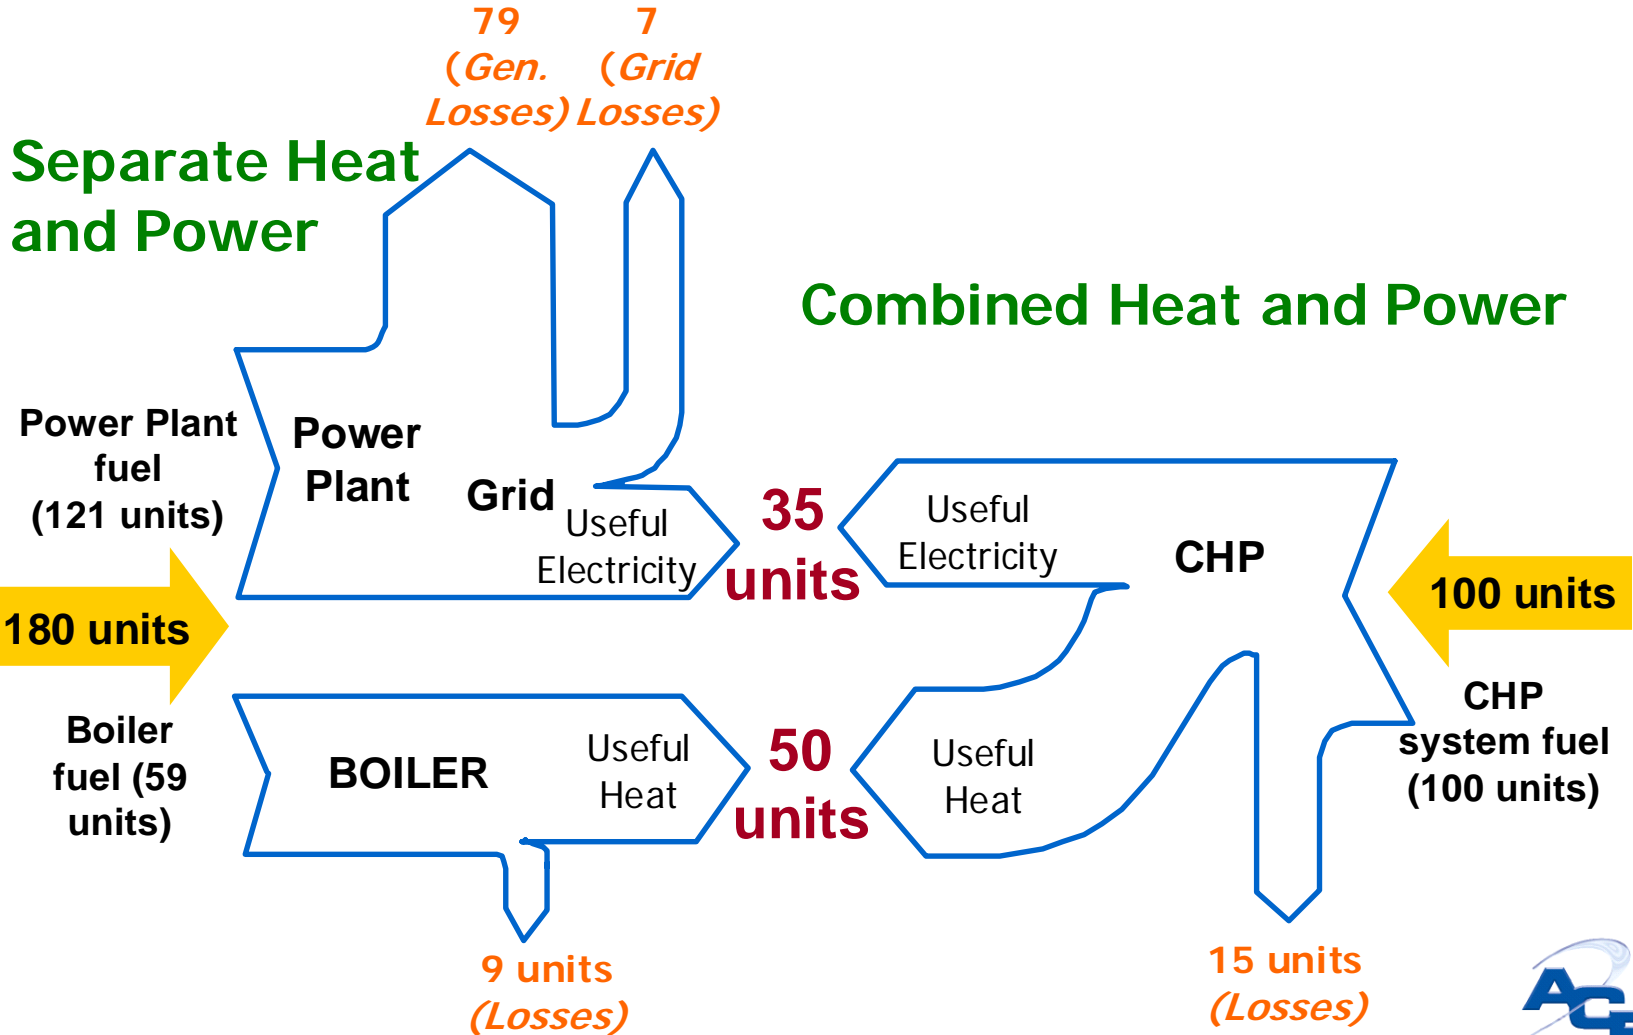 79
(Gen.
Losses)
7
(Grid
Losses)
Separate Heat
and Power
Combined Heat and Power
Power Plant
fuel
(121 units)
Power
Plant
Grid
Useful
Electricity
35
units
Useful
Electricity
CHP
100 units
180 units
Boiler
fuel (59
units)
BOILER
Useful
Heat
50
units
Useful
Heat
CHP
system fuel
(100 units)
9 units
(Losses)
15 units
(Losses)